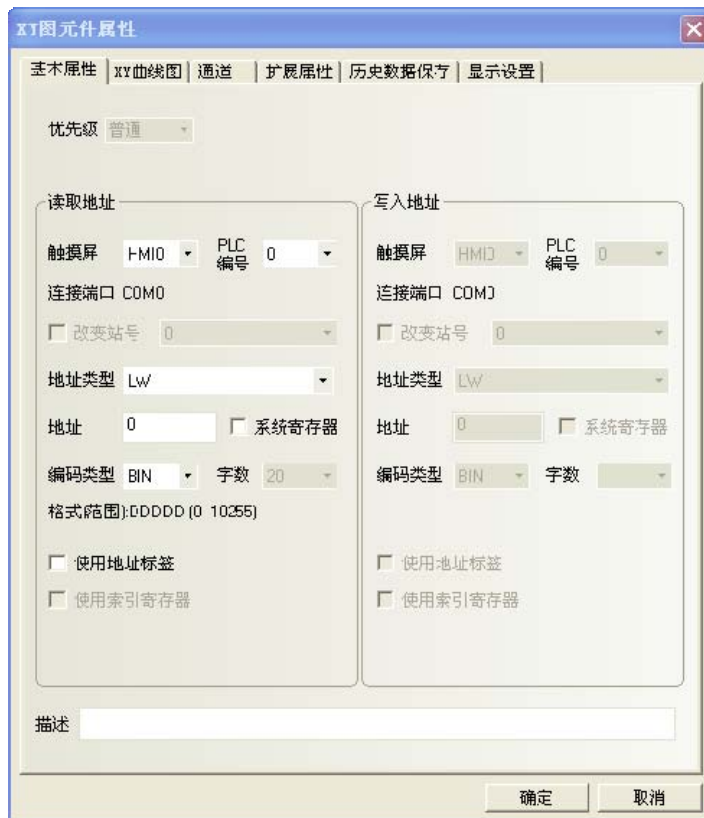 XY图元件属性
基本属性 XY曲线图 通道 扩展属性 历史数据保存 显示设置
优先级 普通
读取地址
触摸屏 HMI0 PLC编号 0
连接端口 COM0
改变站号 0
地址类型 LW
地址 0 系统寄存器
编码类型 BIN 字数 20
格式(范围):DDDDD (0 10255)
使用地址标签
使用索引寄存器
写入地址
触摸屏 HMI0 PLC编号 0
连接端口 COM0
改变站号 0
地址类型 LW
地址 0 系统寄存器
编码类型 BIN 字数
使用地址标签
使用索引寄存器
描述
确定 取消